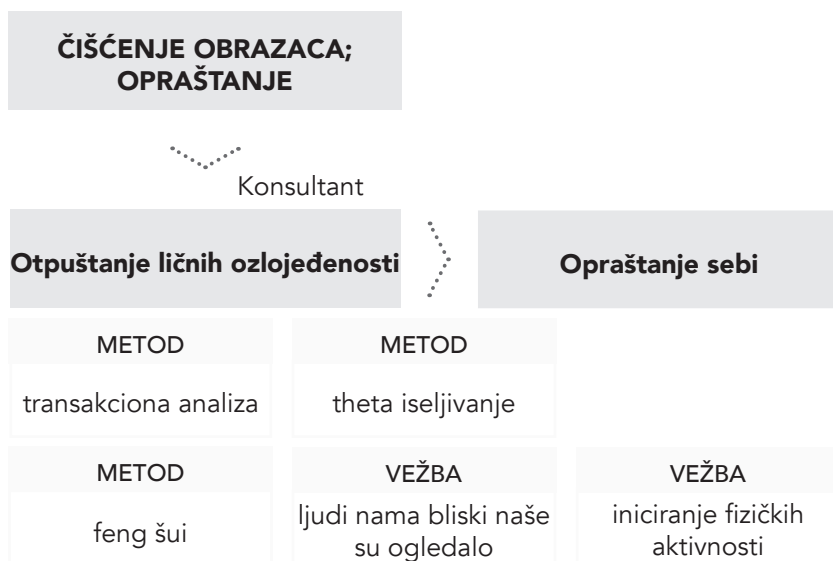 ČIŠĆENJE OBRAZACA;
OPRAŠTANJE
Konsultant
Otpuštanje ličnih ozlojeđenosti
Opraštanje sebi
METOD
transakciona analiza
METOD
theta iseljivanje
METOD
feng šui
VEŽBA
ljudi nama bliski naše
su ogledalo
VEŽBA
iniciranje fizičkih
aktivnosti